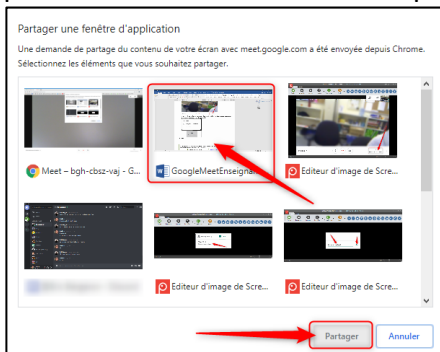 Partager une fenêtre d'application
Une demande de partage du contenu de votre écran avec meet.google.com a été envoyée depuis Chrome.
Sélectionnez les éléments que vous souhaitez partager.
Meet – bgh-cbsz-vaj - G...
GoogleMeetEnseigna
Editeur d'image de Scre...
Editeur d'image de Scre...
Editeur d'image de Scre...
Partager
Annuler